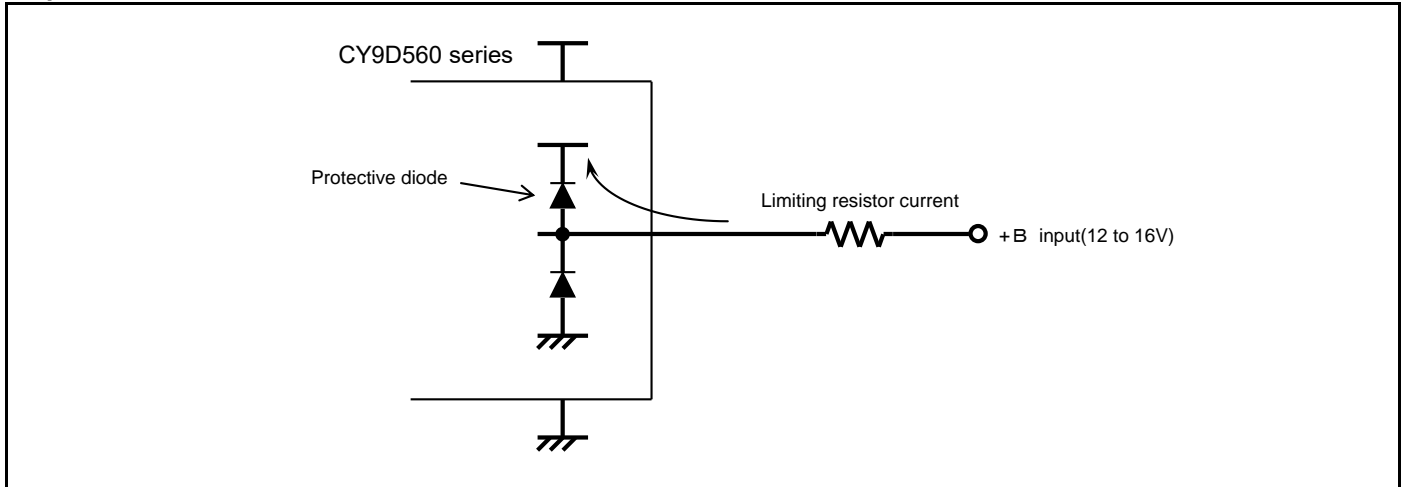 CY9D560 series
Protective diode
Limiting resistor current
+B input(12 to 16V)